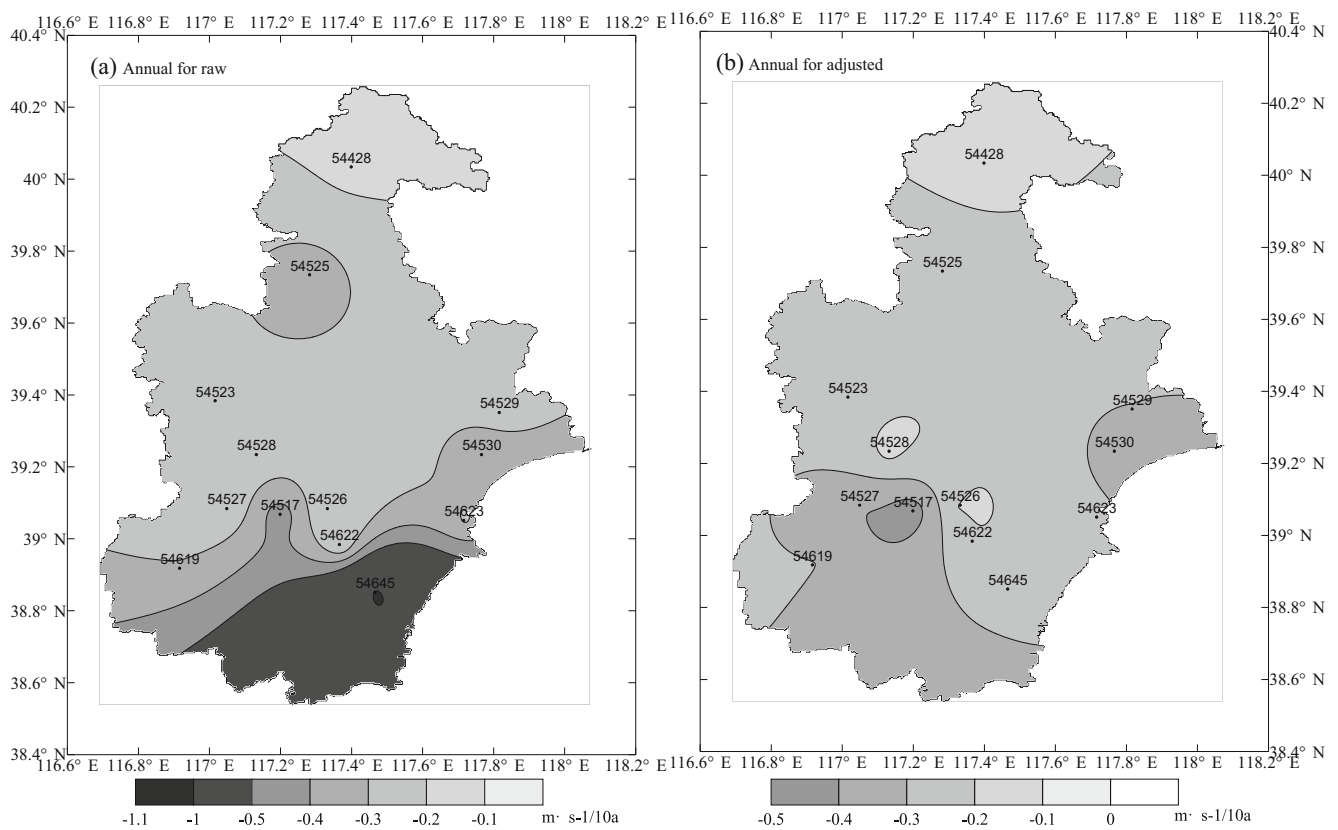 116.6° E 116.8° E 117° E 117.2° E 117.4° E 117.6° E 117.8° E 118° E 118.2° E
40.4° N
40.2° N
40° N
39.8° N
39.6° N
39.4° N
39.2° N
39° N
38.8° N
38.6° N
38.4° N
(a) Annual for raw
54428
54525
54523
54529
54528
54530
54527
54517
54526
54623
54622
54619
54645
116.6° E 116.8° E 117° E 117.2° E 117.4° E 117.6° E 117.8° E 118° E 118.2° E
-1.1 -1 -0.5 -0.4 -0.3 -0.2 -0.1 m· s-1/10a
116.6° E 116.8° E 117° E 117.2° E 117.4° E 117.6° E 117.8° E 118° E 118.2° E
40.4° N
40.2° N
40° N
39.8° N
39.6° N
39.4° N
39.2° N
39° N
38.8° N
38.6° N
38.4° N
(b) Annual for adjusted
54428
54525
54523
54529
54528
54530
54527
54517
54526
54623
54622
54619
54645
116.6° E 116.8° E 117° E 117.2° E 117.4° E 117.6° E 117.8° E 118° E 118.2° E
-0.5 -0.4 -0.3 -0.2 -0.1 0 m· s-1/10a